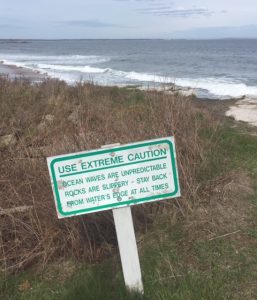 USE EXTREME CAUTION
OCEAN WAVES ARE UNPREDICTABLE
ROCKS ARE SLIPPERY - STAY BACK
FROM WATER'S EDGE AT ALL TIMES